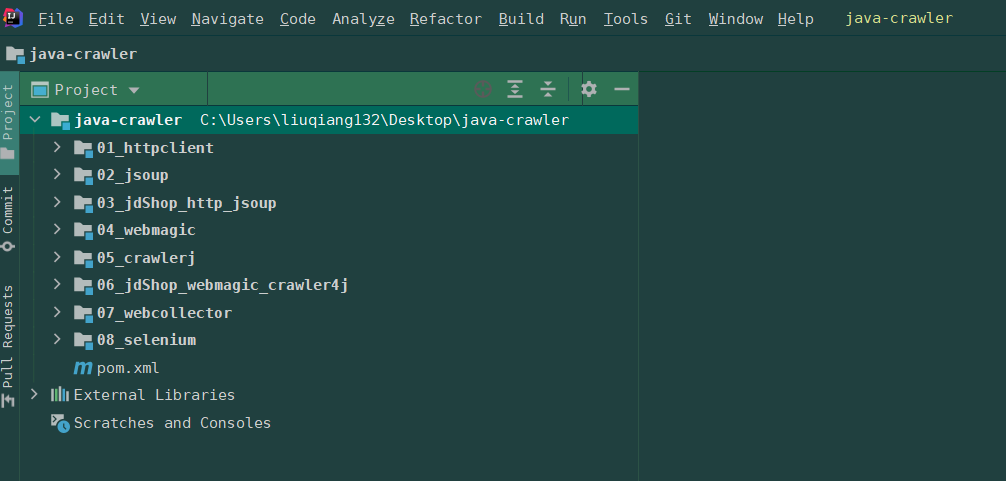 File Edit View Navigate Code Analyze Refactor Build Run Tools Git Window Help java-crawler
java-crawler
Project
Project
java-crawler C:\Users\liuqiang132\Desktop\java-crawler
01_httpclient
02_jsoup
03_jdShop_http_jsoup
04_webmagic
05_crawlerj
06_jdShop_webmagic_crawler4j
07_webcollector
08_selenium
pom.xml
External Libraries
Scratches and Consoles
Commit
Pull Requests